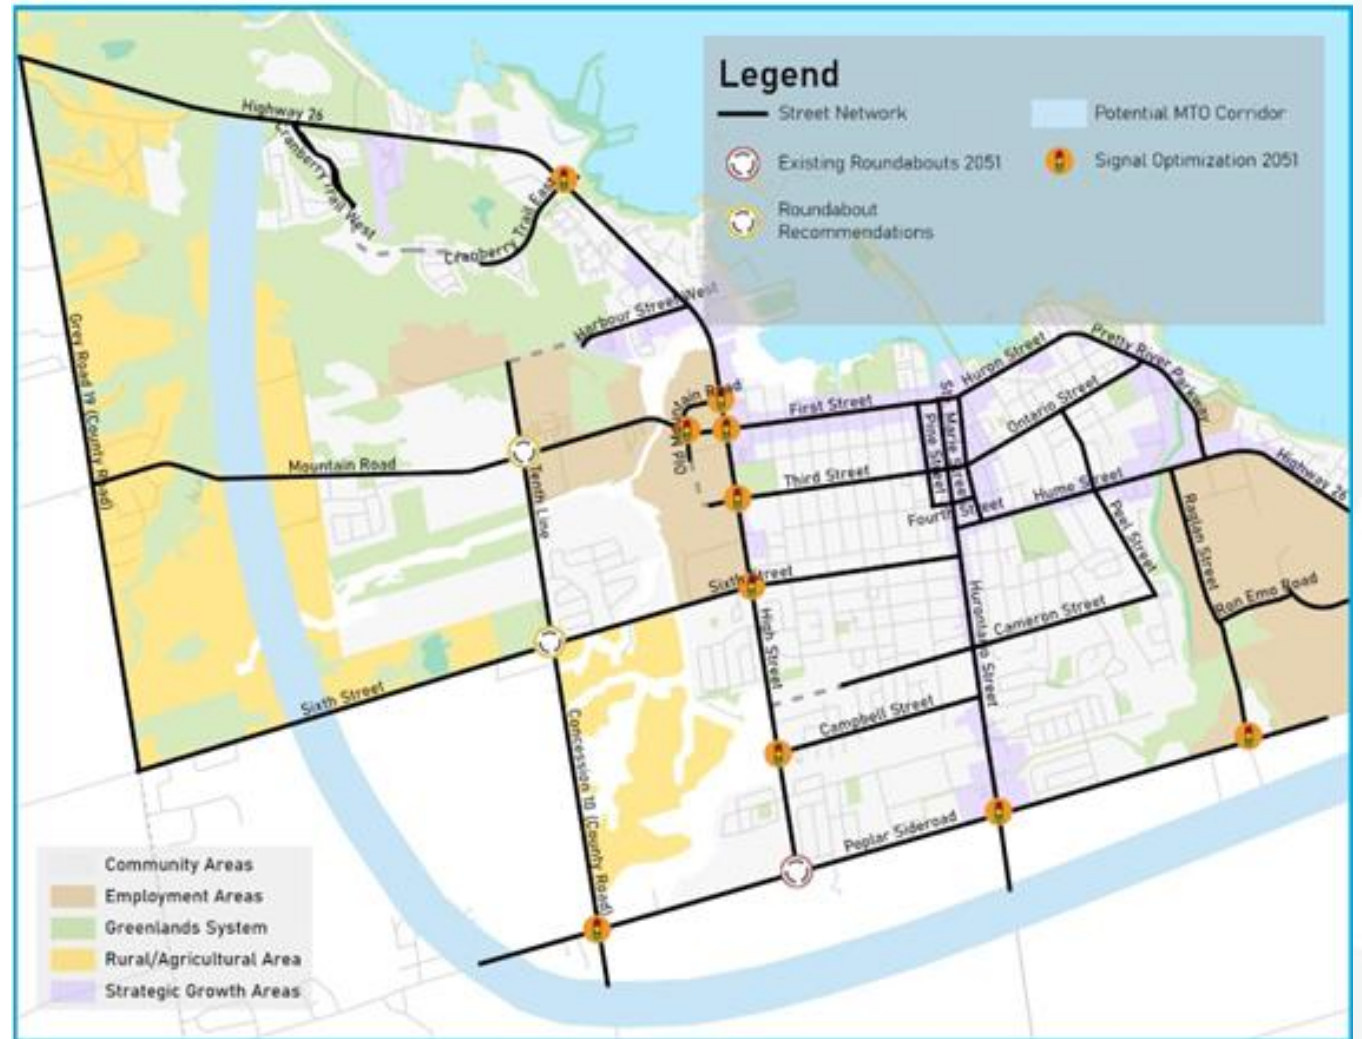 Legend
Street Network
Potential MTO Corridor
Existing Roundabouts 2051
Signal Optimization 2051
Roundabout
Recommendations
Highway 26
Cranberry Trail West
Cranberry Trail East
Harbour Street West
Grey Road 19 (County Road)
Mountain Road
Mountain Road
Old Mountain Road
Tenth Line
First Street
Huron Street
Pretty River Parkway
Ontario Street
Pine Street
Ste Marie Street
Third Street
Fourth Street
Hume Street
Highway 26
Peel Street
Raglan Street
Ron Emo Road
Sixth Street
Sixth Street
High Street
Hurontario Street
Cameron Street
Campbell Street
Concession 10 (County Road)
Poplar Sideroad
Community Areas
Employment Areas
Greenlands System
Rural/Agricultural Area
Strategic Growth Areas